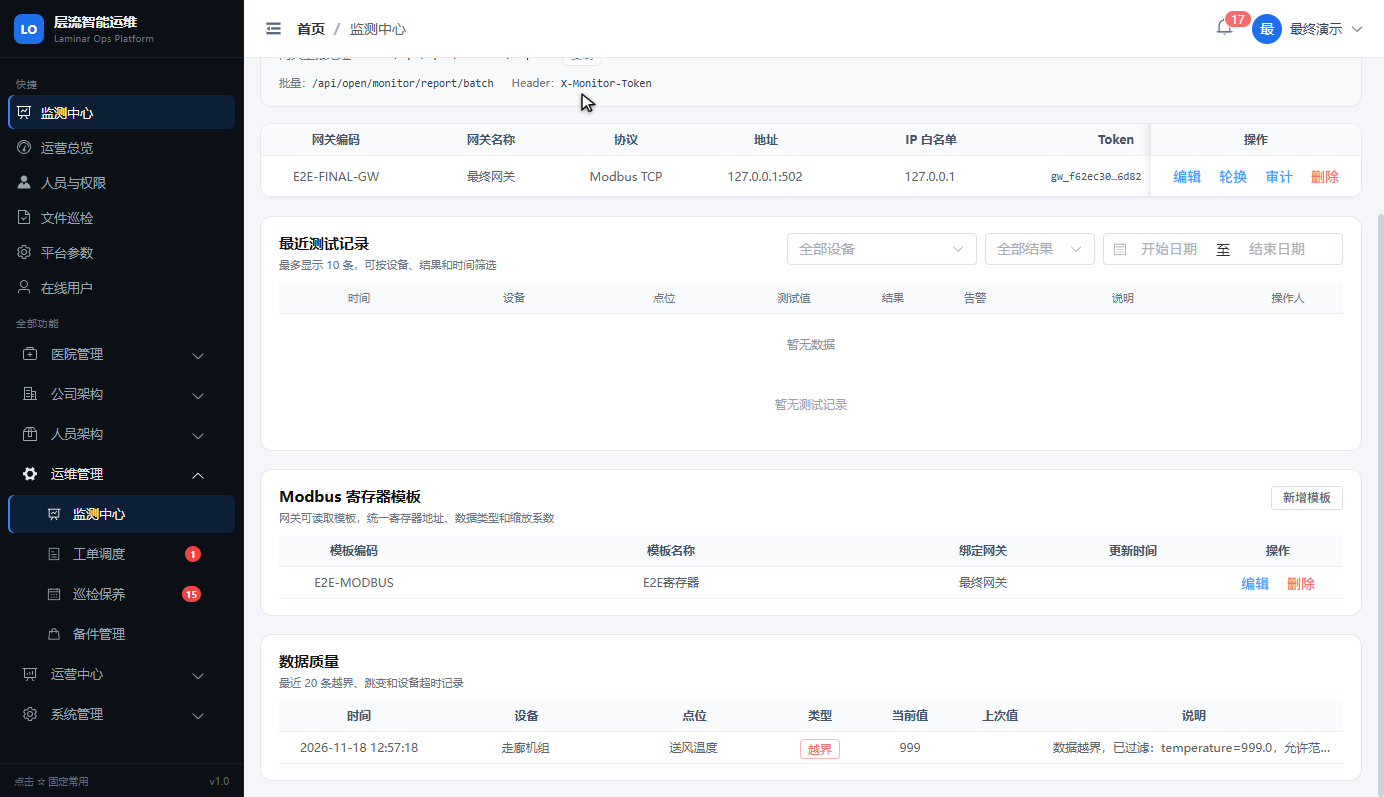 LO
层流智能运维
Laminar Ops Platform
快捷
监测中心
运营总览
人员与权限
文件巡检
平台参数
在线用户
全部功能
医院管理
公司架构
人员架构
运维管理
监测中心
工单调度 1
巡检保养 15
备件管理
运营中心
系统管理
点击 ☆ 固定常用 v1.0
首页 / 监测中心
17 最 最终演示
批量: /api/open/monitor/report/batch Header: X-Monitor-Token
网关编码 网关名称 协议 地址 IP 白名单 Token 操作
E2E-FINAL-GW 最终网关 Modbus TCP 127.0.0.1:502 127.0.0.1 gw_f62ec30…6d82 编辑 轮换 审计 删除
最近测试记录
最多显示 10 条，可按设备、结果和时间筛选
全部设备 全部结果 开始日期 至 结束日期
时间 设备 点位 测试值 结果 告警 说明 操作人
暂无数据
暂无测试记录
Modbus 寄存器模板
网关可读取模板，统一寄存器地址、数据类型和缩放系数
新增模板
模板编码 模板名称 绑定网关 更新时间 操作
E2E-MODBUS E2E寄存器 最终网关 编辑 删除
数据质量
最近 20 条越界、跳变和设备超时记录
时间 设备 点位 类型 当前值 上次值 说明
2026-11-18 12:57:18 走廊机组 送风温度 越界 999 数据越界，已过滤：temperature=999.0，允许范…